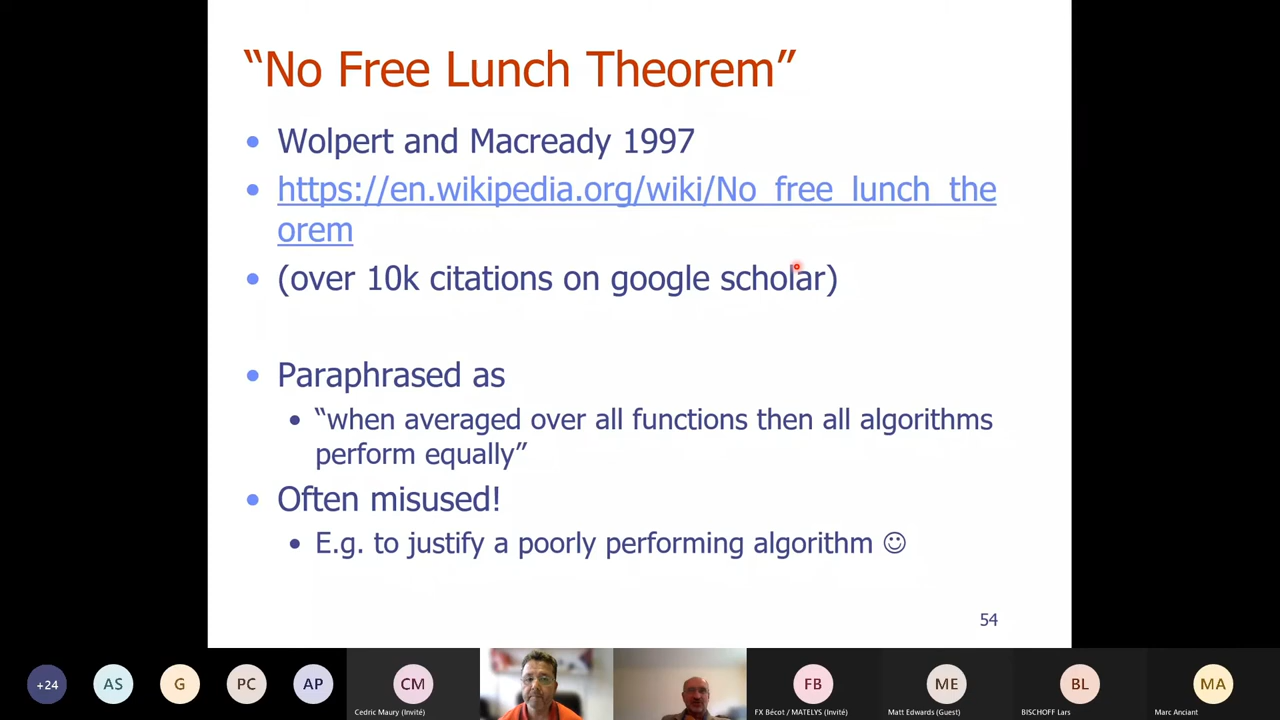 “No Free Lunch Theorem”
• Wolpert and Macready 1997
• https://en.wikipedia.org/wiki/No_free_lunch_the
orem
• (over 10k citations on google scholar)
• Paraphrased as
• “when averaged over all functions then all algorithms
perform equally”
• Often misused!
• E.g. to justify a poorly performing algorithm ☺
54
+24 AS G PC AP CM FB ME BL MA
Cedric Maury (Invité) FX Bécot / MATELYS (Invité) Matt Edwards (Guest) BISCHOFF Lars Marc Anciant